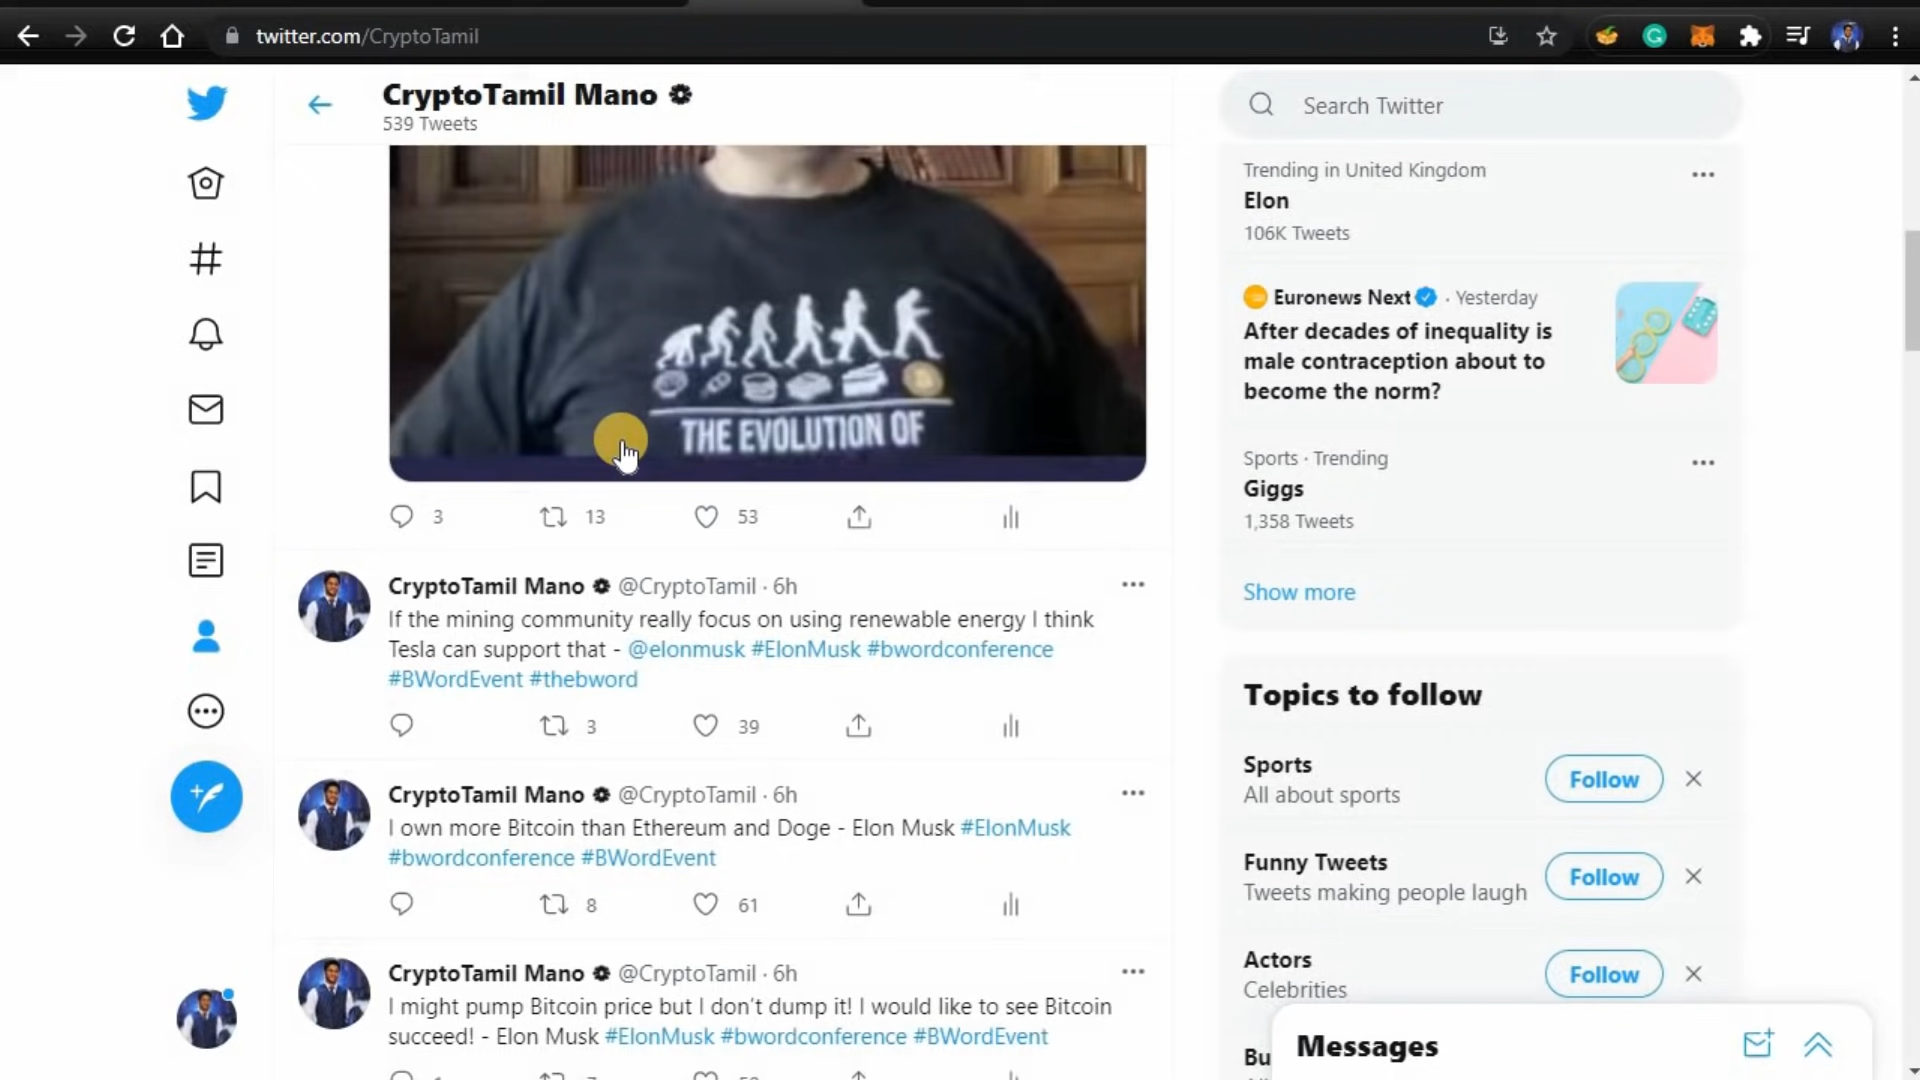 twitter.com/CryptoTamil
CryptoTamil Mano
539 Tweets
Search Twitter
THE EVOLUTION OF
3 13 53
CryptoTamil Mano @CryptoTamil · 6h
If the mining community really focus on using renewable energy I think
Tesla can support that - @elonmusk #ElonMusk #bwordconference
#BWordEvent #thebword
3 39
CryptoTamil Mano @CryptoTamil · 6h
I own more Bitcoin than Ethereum and Doge - Elon Musk #ElonMusk
#bwordconference #BWordEvent
8 61
CryptoTamil Mano @CryptoTamil · 6h
I might pump Bitcoin price but I don't dump it! I would like to see Bitcoin
succeed! - Elon Musk #ElonMusk #bwordconference #BWordEvent
Trending in United Kingdom
Elon
106K Tweets
Euronews Next · Yesterday
After decades of inequality is
male contraception about to
become the norm?
Sports · Trending
Giggs
1,358 Tweets
Show more
Topics to follow
Sports
All about sports
Follow
Funny Tweets
Tweets making people laugh
Follow
Actors
Celebrities
Follow
Bu
Messages